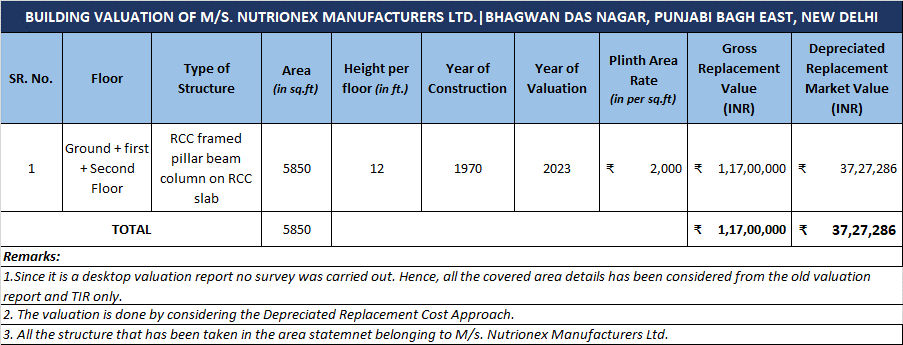 BUILDING VALUATION OF M/S. NUTRIONEX MANUFACTURERS LTD.|BHAGWAN DAS NAGAR, PUNJABI BAGH EAST, NEW DELHI
SR. No. Floor Type of Structure Area (in sq.ft) Height per floor (in ft.) Year of Construction Year of Valuation Plinth Area Rate (in per sq.ft) Gross Replacement Value (INR) Depreciated Replacement Market Value (INR)
1 Ground + first + Second Floor RCC framed pillar beam column on RCC slab 5850 12 1970 2023 ₹ 2,000 ₹ 1,17,00,000 ₹ 37,27,286
TOTAL 5850 ₹ 1,17,00,000 ₹ 37,27,286
Remarks:
1.Since it is a desktop valuation report no survey was carried out. Hence, all the covered area details has been considered from the old valuation
report and TIR only.
2. The valuation is done by considering the Depreciated Replacement Cost Approach.
3. All the structure that has been taken in the area statemnet belonging to M/s. Nutrionex Manufacturers Ltd.